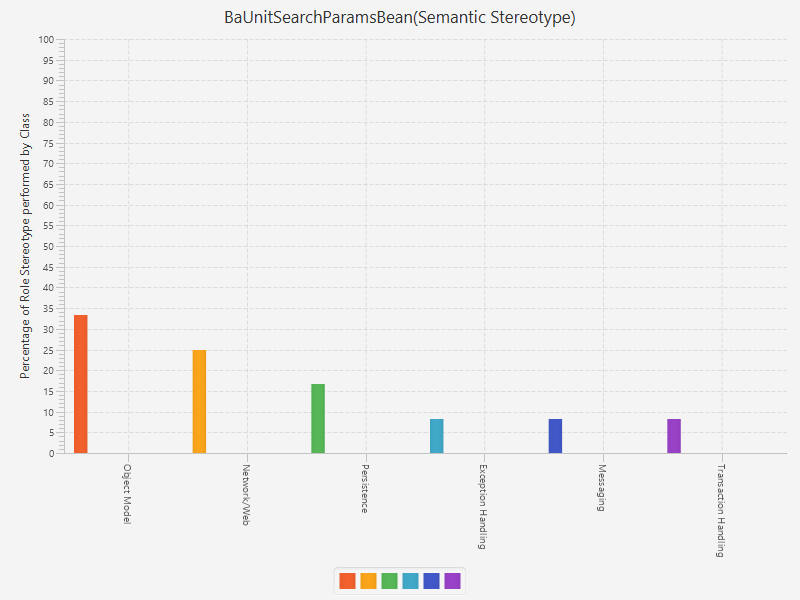 BaUnitSearchParamsBean(Semantic Stereotype)
Percentage of Role Stereotype performed by Class
100
95
90
85
80
75
70
65
60
55
50
45
40
35
30
25
20
15
10
5
0
Object Model
Network/Web
Persistence
Exception Handling
Messaging
Transaction Handling